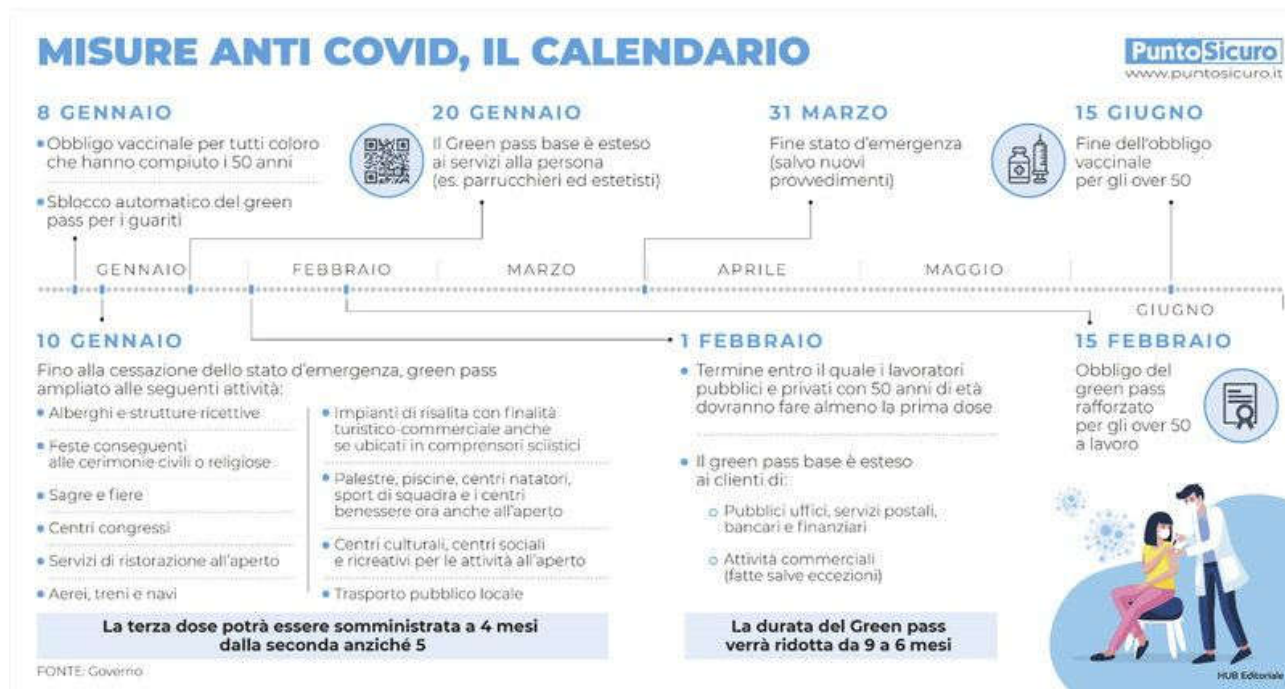 MISURE ANTI COVID, IL CALENDARIO
PuntoSicuro
www.puntosicuro.it
8 GENNAIO
Obbligo vaccinale per tutti coloro
che hanno compiuto i 50 anni
Sblocco automatico del green
pass per i guariti
20 GENNAIO
Il Green pass base è esteso
ai servizi alla persona
(es. parrucchieri ed estetisti)
31 MARZO
Fine stato d'emergenza
(salvo nuovi
provvedimenti)
15 GIUGNO
Fine dell'obbligo
vaccinale
per gli over 50
GENNAIO
FEBBRAIO
MARZO
APRILE
MAGGIO
GIUGNO
10 GENNAIO
Fino alla cessazione dello stato d'emergenza, green pass
ampliato alle seguenti attività:
Alberghi e strutture ricettive
Feste conseguenti
alle cerimonie civili o religiose
Sagre e fiere
Centri congressi
Servizi di ristorazione all'aperto
Aerei, treni e navi
Impianti di risalita con finalità
turistico-commerciale anche
se ubicati in comprensori sciistici
Palestre, piscine, centri natatori,
sport di squadra e i centri
benessere ora anche all'aperto
Centri culturali, centri sociali
e ricreativi per le attività all'aperto
Trasporto pubblico locale
La terza dose potrà essere somministrata a 4 mesi
dalla seconda anziché 5
1 FEBBRAIO
Termine entro il quale i lavoratori
pubblici e privati con 50 anni di età
dovranno fare almeno la prima dose
Il green pass base è esteso
ai clienti di:
Pubblici uffici, servizi postali,
bancari e finanziari
Attività commerciali
(fatte salve eccezioni)
La durata del Green pass
verrà ridotta da 9 a 6 mesi
15 FEBBRAIO
Obbligo del
green pass
rafforzato
per gli over 50
a lavoro
FONTE: Governo
HUB Editoriale